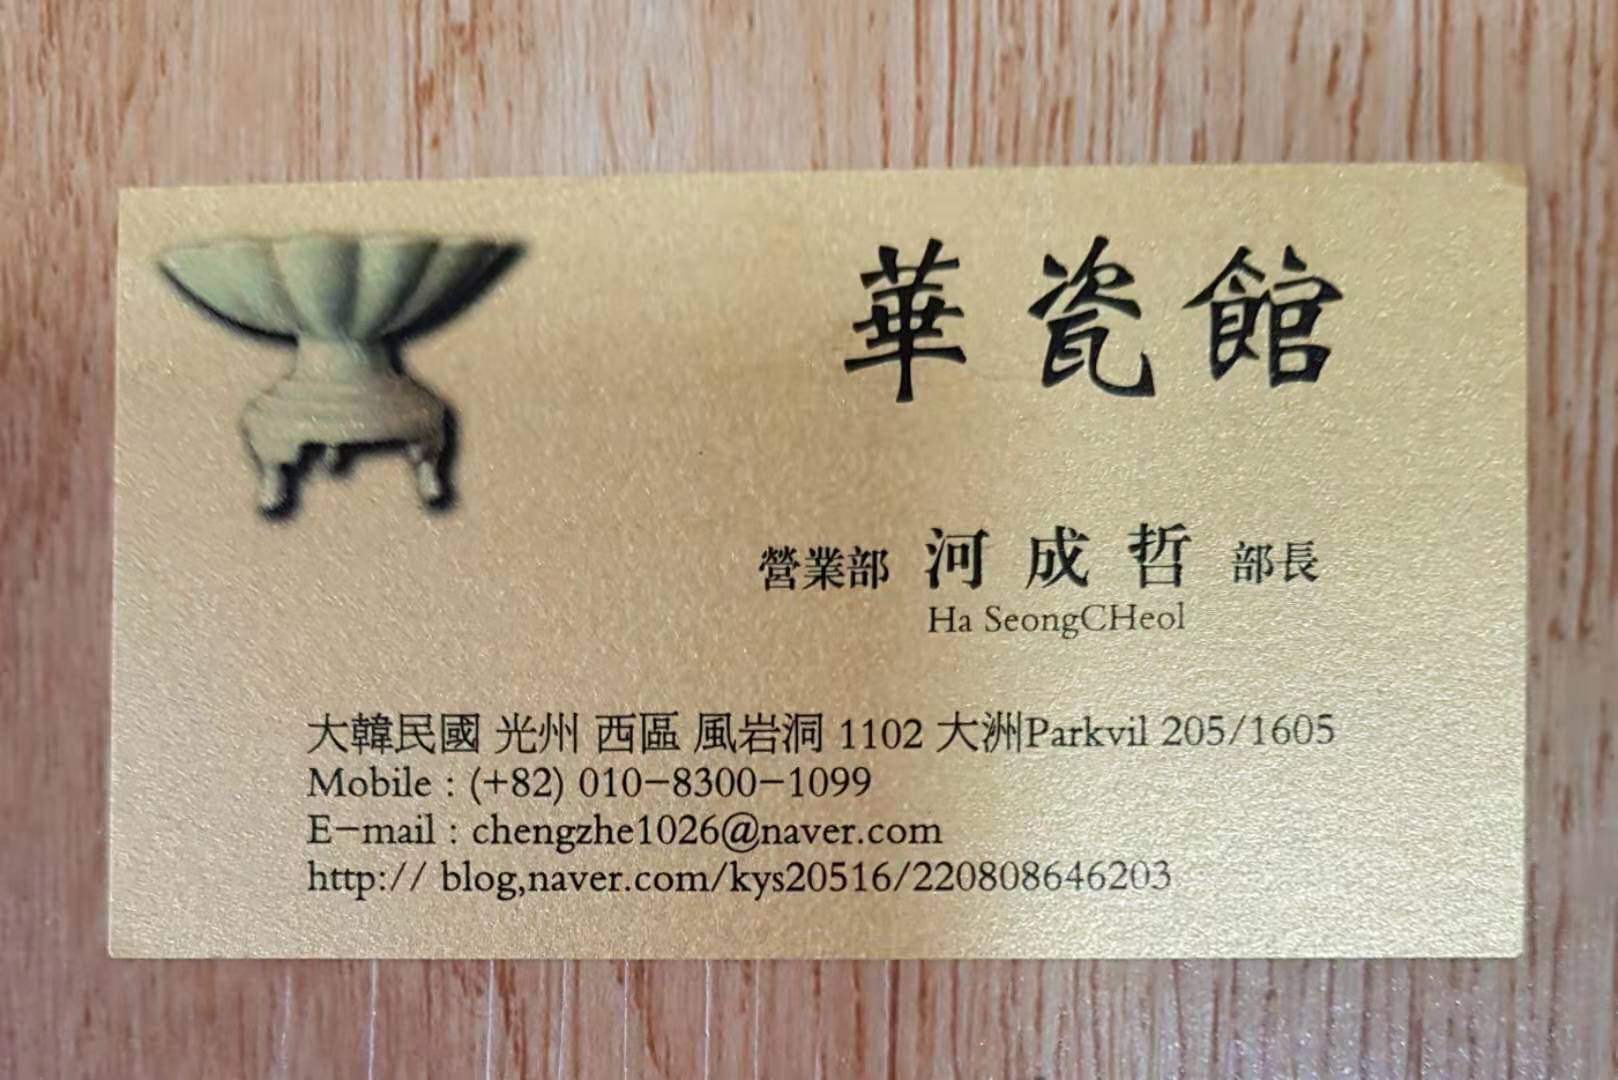 華瓷館
營業部 河成哲 部長
Ha SeongCHeol
大韓民國 光州 西區 風岩洞 1102 大洲Parkvil 205/1605
Mobile : (+82) 010-8300-1099
E-mail : chengzhe1026@naver.com
http:// blog,naver.com/kys20516/220808646203